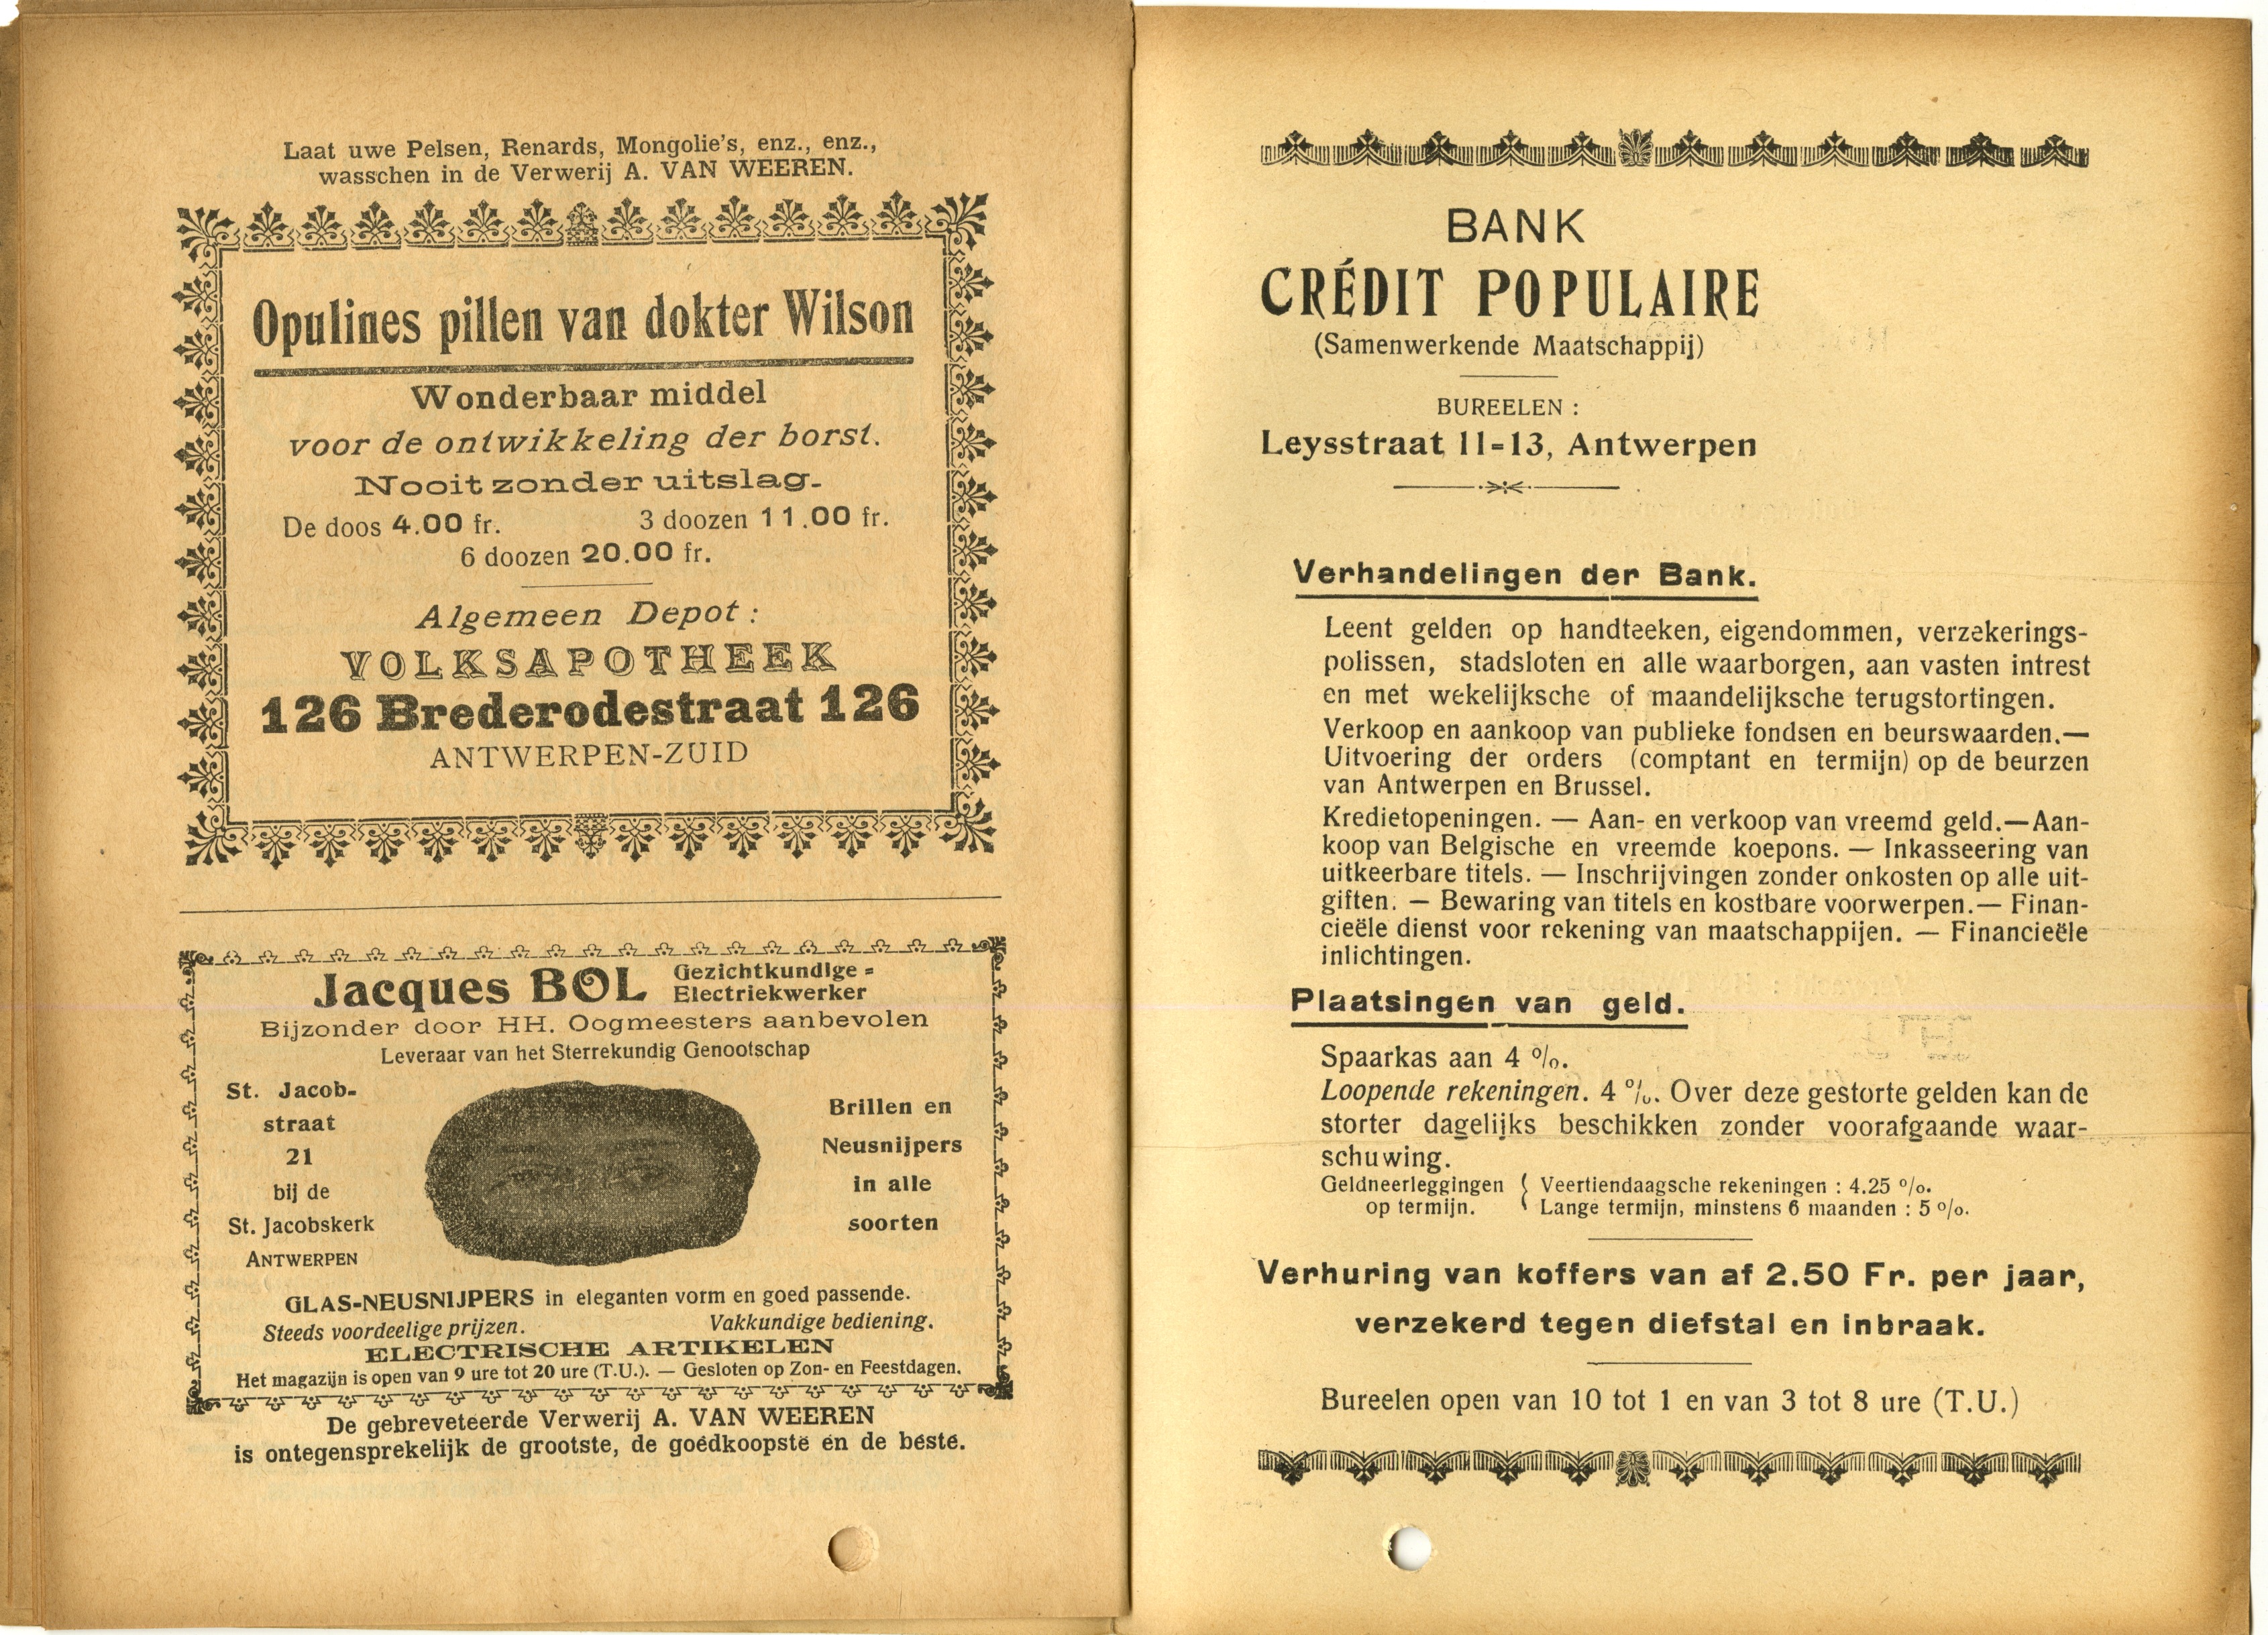 Laat uwe Pelsen, Renards, Mongolie's, enz., enz.,
wasschen in de Verwerij A. VAN WEEREN.
Opulines pillen van dokter Wilson
Wonderbaar middel
voor de ontwikkeling der borst.
Nooit zonder uitslag.
De doos 4.00 fr. 3 doozen 11.00 fr.
6 doozen 20.00 fr.
Algemeen Depot :
VOLKSAPOTHEEK
126 Brederodestraat 126
ANTWERPEN-ZUID
Jacques BOL Gezichtkundige =
Electriekwerker
Bijzonder door HH. Oogmeesters aanbevolen
Leveraar van het Sterrekundig Genootschap
St. Jacob-
straat
21
bij de
St. Jacobskerk
ANTWERPEN
Brillen en
Neusnijpers
in alle
soorten
GLAS-NEUSNIJPERS in eleganten vorm en goed passende.
Steeds voordeelige prijzen. Vakkundige bediening.
ELECTRISCHE ARTIKELEN
Het magazijn is open van 9 ure tot 20 ure (T.U.). — Gesloten op Zon- en Feestdagen.
De gebreveteerde Verwerij A. VAN WEEREN
is ontegensprekelijk de grootste, de goedkoopste en de beste.
BANK
CRÉDIT POPULAIRE
(Samenwerkende Maatschappij)
BUREELEN :
Leysstraat 11-13, Antwerpen
Verhandelingen der Bank.
Leent gelden op handteeken, eigendommen, verzekerings-
polissen, stadsloten en alle waarborgen, aan vasten intrest
en met wekelijksche of maandelijksche terugstortingen.
Verkoop en aankoop van publieke fondsen en beurswaarden.—
Uitvoering der orders (comptant en termijn) op de beurzen
van Antwerpen en Brussel.
Kredietopeningen. — Aan- en verkoop van vreemd geld.—Aan-
koop van Belgische en vreemde koepons. — Inkasseering van
uitkeerbare titels. — Inschrijvingen zonder onkosten op alle uit-
giften. — Bewaring van titels en kostbare voorwerpen.— Finan-
cieële dienst voor rekening van maatschappijen. — Financieële
inlichtingen.
Plaatsingen van geld.
Spaarkas aan 4 %.
Loopende rekeningen. 4 %. Over deze gestorte gelden kan de
storter dagelijks beschikken zonder voorafgaande waar-
schuwing.
Geldneerleggingen { Veertiendaagsche rekeningen : 4.25 %.
op termijn. Lange termijn, minstens 6 maanden : 5 %.
Verhuring van koffers van af 2.50 Fr. per jaar,
verzekerd tegen diefstal en inbraak.
Bureelen open van 10 tot 1 en van 3 tot 8 ure (T.U.)